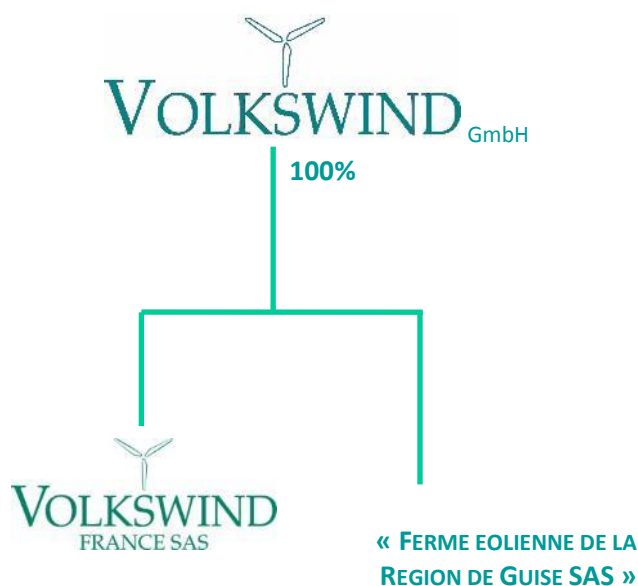 VOLKSWIND GmbH
100%
VOLKSWIND
FRANCE SAS
« FERME EOLIENNE DE LA
REGION DE GUISE SAS »